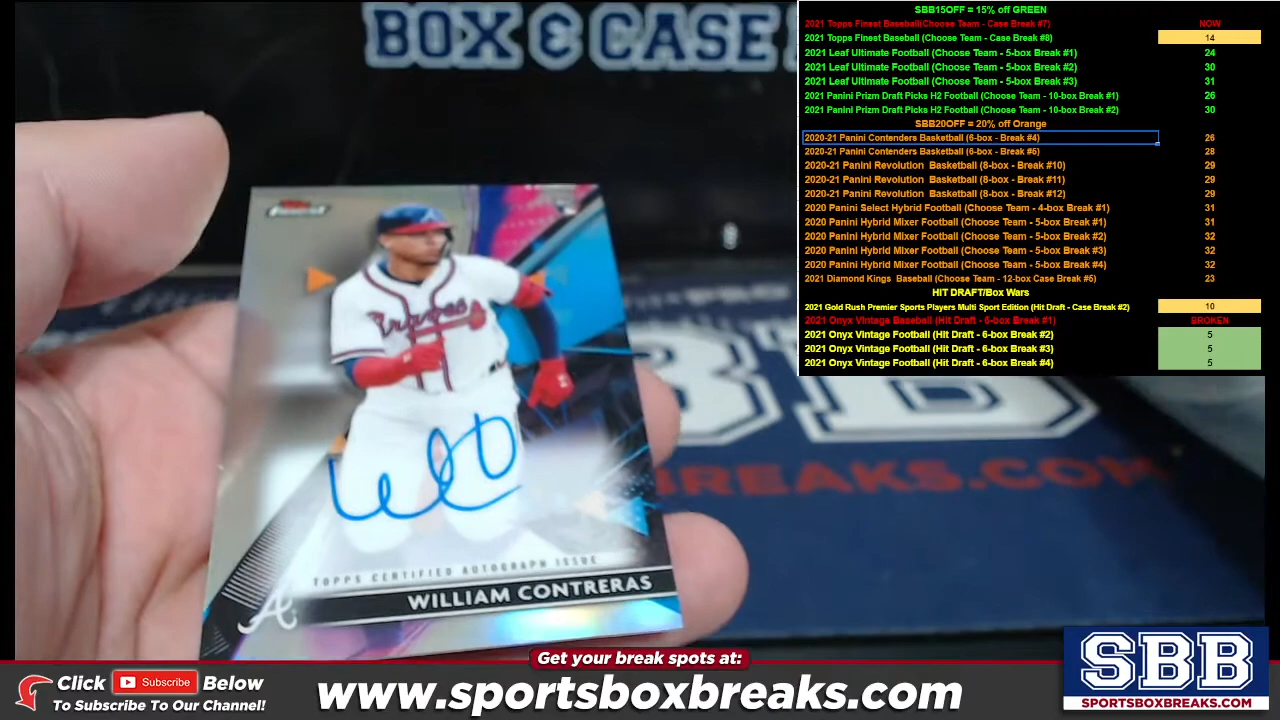 BOX & CASE
SBB15OFF = 15% off GREEN
2021 Topps Finest Baseball(Choose Team - Case Break #7) NOW
2021 Topps Finest Baseball (Choose Team - Case Break #8) 14
2021 Leaf Ultimate Football (Choose Team - 5-box Break #1) 24
2021 Leaf Ultimate Football (Choose Team - 5-box Break #2) 30
2021 Leaf Ultimate Football (Choose Team - 5-box Break #3) 31
2021 Panini Prizm Draft Picks H2 Football (Choose Team - 10-box Break #1) 26
2021 Panini Prizm Draft Picks H2 Football (Choose Team - 10-box Break #2) 30
SBB20OFF = 20% off Orange
2020-21 Panini Contenders Basketball (6-box - Break #4) 26
2020-21 Panini Contenders Basketball (6-box - Break #5) 28
2020-21 Panini Revolution Basketball (8-box - Break #10) 29
2020-21 Panini Revolution Basketball (8-box - Break #11) 29
2020-21 Panini Revolution Basketball (8-box - Break #12) 29
2020 Panini Select Hybrid Football (Choose Team - 4-box Break #1) 31
2020 Panini Hybrid Mixer Football (Choose Team - 5-box Break #1) 31
2020 Panini Hybrid Mixer Football (Choose Team - 5-box Break #2) 32
2020 Panini Hybrid Mixer Football (Choose Team - 5-box Break #3) 32
2020 Panini Hybrid Mixer Football (Choose Team - 5-box Break #4) 32
2021 Diamond Kings Baseball (Choose Team - 12-box Case Break #5) 23
HIT DRAFT/Box Wars
2021 Gold Rush Premier Sports Players Multi Sport Edition (Hit Draft - Case Break #2) 10
2021 Onyx Vintage Baseball (Hit Draft - 6-box Break #1) BROKEN
2021 Onyx Vintage Football (Hit Draft - 6-box Break #2) 5
2021 Onyx Vintage Football (Hit Draft - 6-box Break #3) 5
2021 Onyx Vintage Football (Hit Draft - 6-box Break #4) 5
Finest
Braves
TOPPS CERTIFIED AUTOGRAPH ISSUE
WILLIAM CONTRERAS
A
BREAKS.COM
Get your break spots at:
Click Subscribe Below
To Subscribe To Our Channel!
www.sportsboxbreaks.com
SBB
SPORTSBOXBREAKS.COM